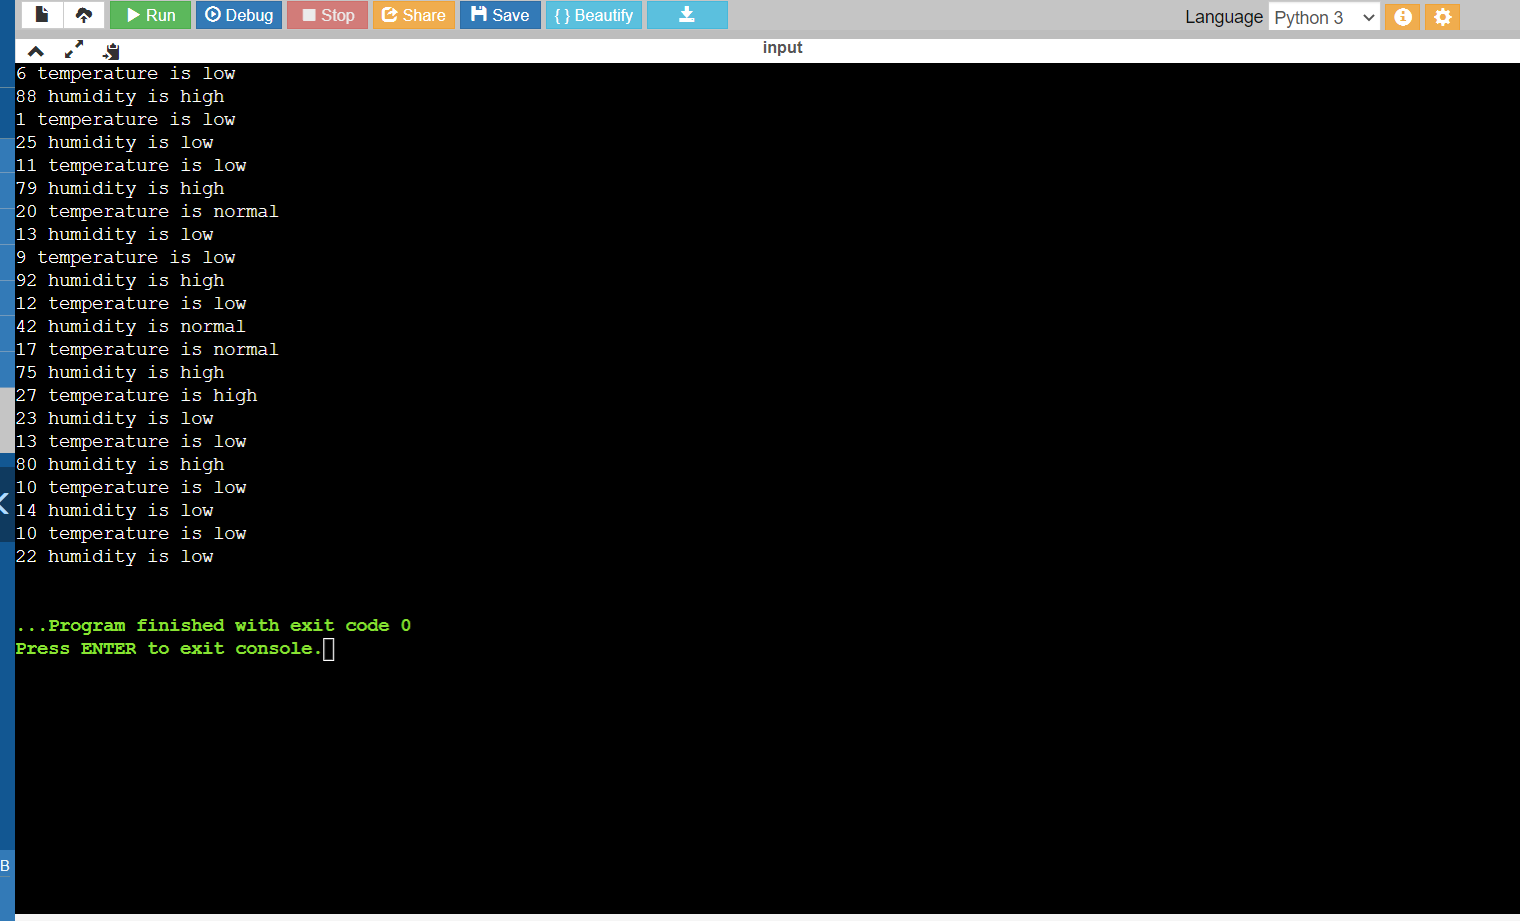 Run Debug Stop Share Save { } Beautify Language Python 3
input
6 temperature is low
88 humidity is high
1 temperature is low
25 humidity is low
11 temperature is low
79 humidity is high
20 temperature is normal
13 humidity is low
9 temperature is low
92 humidity is high
12 temperature is low
42 humidity is normal
17 temperature is normal
75 humidity is high
27 temperature is high
23 humidity is low
13 temperature is low
80 humidity is high
10 temperature is low
14 humidity is low
10 temperature is low
22 humidity is low
...Program finished with exit code 0
Press ENTER to exit console.
B